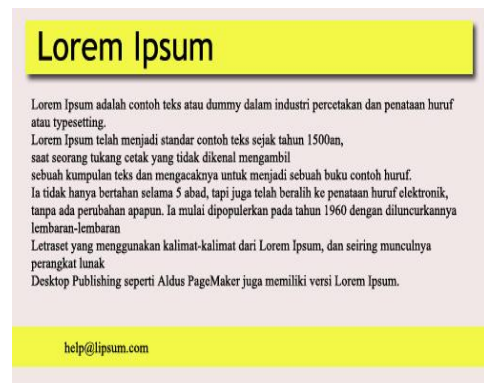 Lorem Ipsum
Lorem Ipsum adalah contoh teks atau dummy dalam industri percetakan dan penataan huruf
atau typesetting.
Lorem Ipsum telah menjadi standar contoh teks sejak tahun 1500an,
saat seorang tukang cetak yang tidak dikenal mengambil
sebuah kumpulan teks dan mengacaknya untuk menjadi sebuah buku contoh huruf.
Ia tidak hanya bertahan selama 5 abad, tapi juga telah beralih ke penataan huruf elektronik,
tanpa ada perubahan apapun. Ia mulai dipopulerkan pada tahun 1960 dengan diluncurkannya
lembaran-lembaran
Letraset yang menggunakan kalimat-kalimat dari Lorem Ipsum, dan seiring munculnya
perangkat lunak
Desktop Publishing seperti Aldus PageMaker juga memiliki versi Lorem Ipsum.
help@lipsum.com